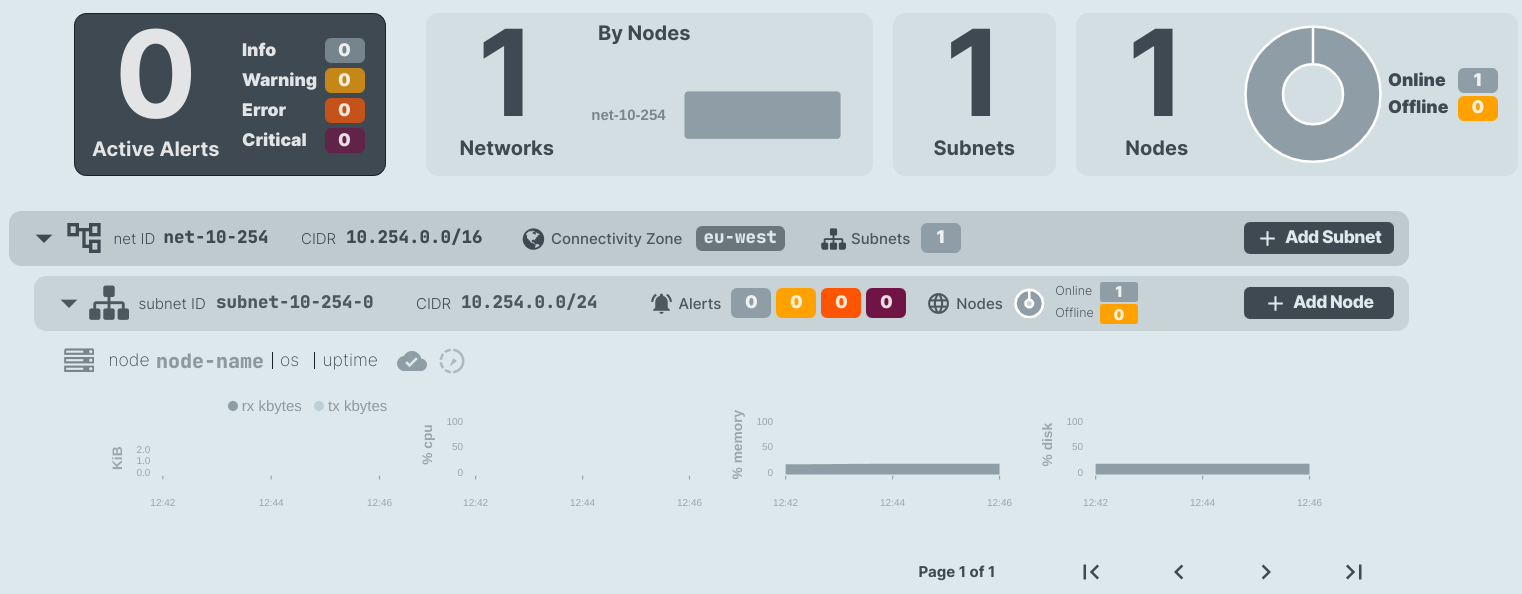 0
Active Alerts
Info 0
Warning 0
Error 0
Critical 0
1
Networks
By Nodes
net-10-254
1
Subnets
1
Nodes
Online 1
Offline 0
net ID net-10-254 CIDR 10.254.0.0/16 Connectivity Zone eu-west Subnets 1 + Add Subnet
subnet ID subnet-10-254-0 CIDR 10.254.0.0/24 Alerts 0 0 0 0 Nodes Online 1 Offline 0 + Add Node
node node-name | os | uptime
rx kbytes tx kbytes
KiB
2.0
1.0
0.0
12:42 12:44 12:46
% cpu
100
50
0
12:42 12:44 12:46
% memory
100
50
0
12:42 12:44 12:46
% disk
100
50
0
12:42 12:44 12:46
Page 1 of 1